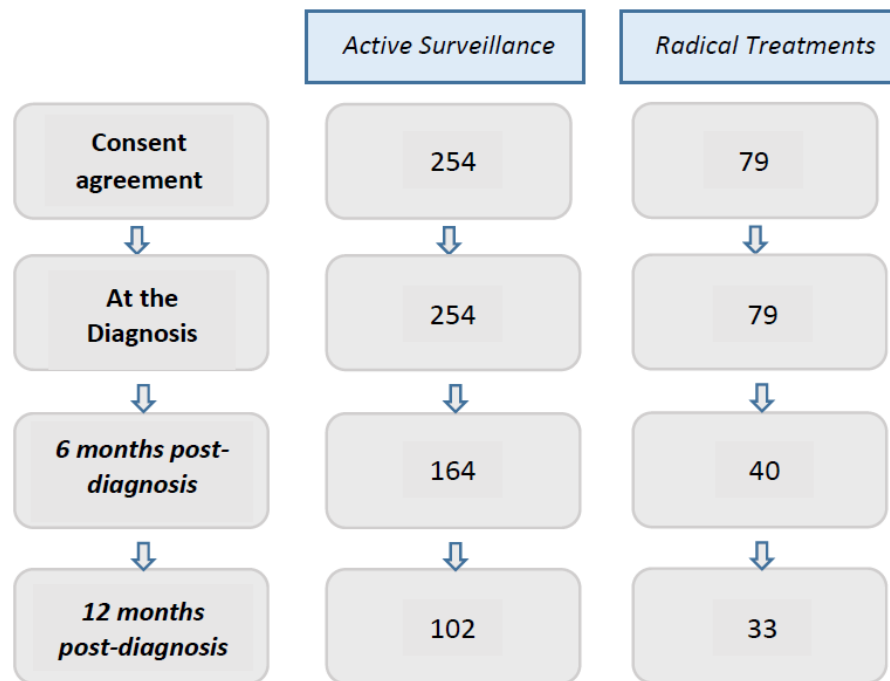 Active Surveillance
Radical Treatments
Consent
agreement
254
79
At the
Diagnosis
254
79
6 months post-
diagnosis
164
40
12 months
post-diagnosis
102
33